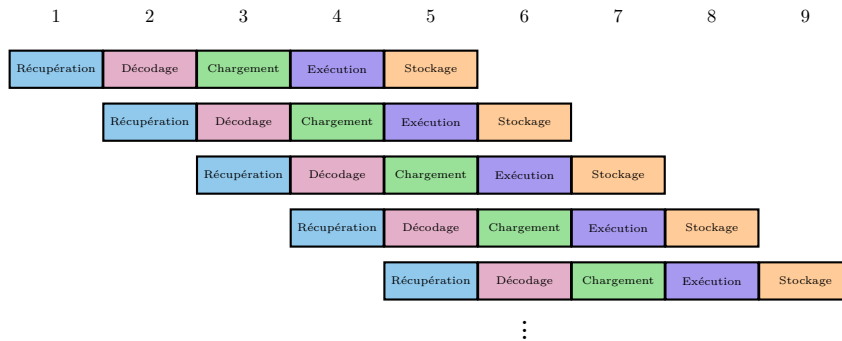 1 2 3 4 5 6 7 8 9
Récupération Décodage Chargement Exécution Stockage
Récupération Décodage Chargement Exécution Stockage
Récupération Décodage Chargement Exécution Stockage
Récupération Décodage Chargement Exécution Stockage
Récupération Décodage Chargement Exécution Stockage
⋮